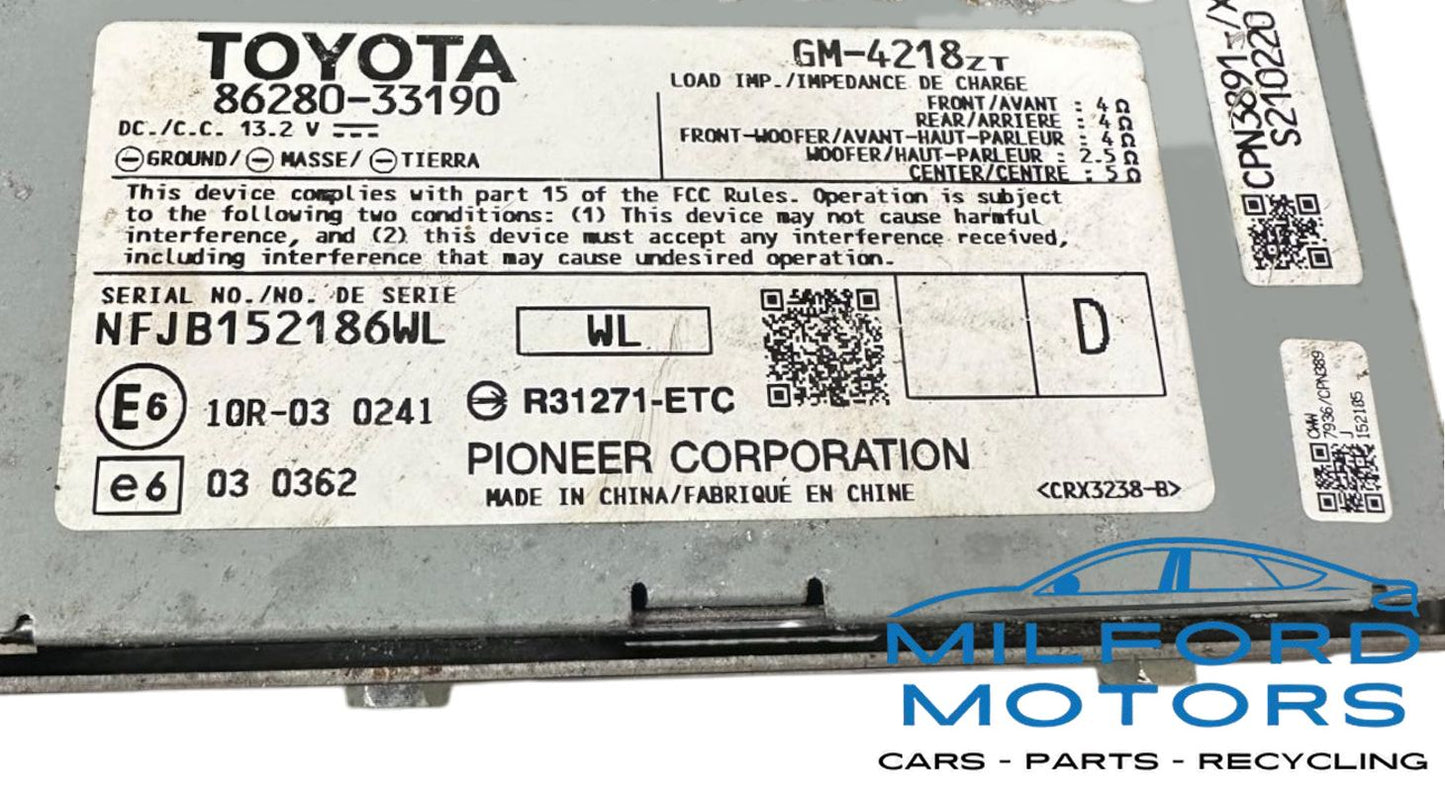 TOYOTA
86280-33190
DC./C.C. 13.2 V
GROUND/ MASSE/ TIERRA
GM-4218ZT
LOAD IMP./IMPEDANCE DE CHARGE
FRONT/AVANT : 4Ω
REAR/ARRIERE : 4Ω
FRONT-WOOFER/AVANT-HAUT-PARLEUR : 4Ω
WOOFER/HAUT-PARLEUR : 2.5Ω
CENTER/CENTRE : 5Ω
This device complies with part 15 of the FCC Rules. Operation is subject
to the following two conditions: (1) This device may not cause harmful
interference, and (2) this device must accept any interference received,
including interference that may cause undesired operation.
SERIAL NO./NO. DE SERIE
NFJB152186WL
WL
D
E6 10R-03 0241
R31271-ETC
e6 03 0362
PIONEER CORPORATION
MADE IN CHINA/FABRIQUÉ EN CHINE
<CRX3238-B>
CPN3891J/X
S210220
CWW
7936/CPN389
J
152185
MILFORD
MOTORS
CARS - PARTS - RECYCLING